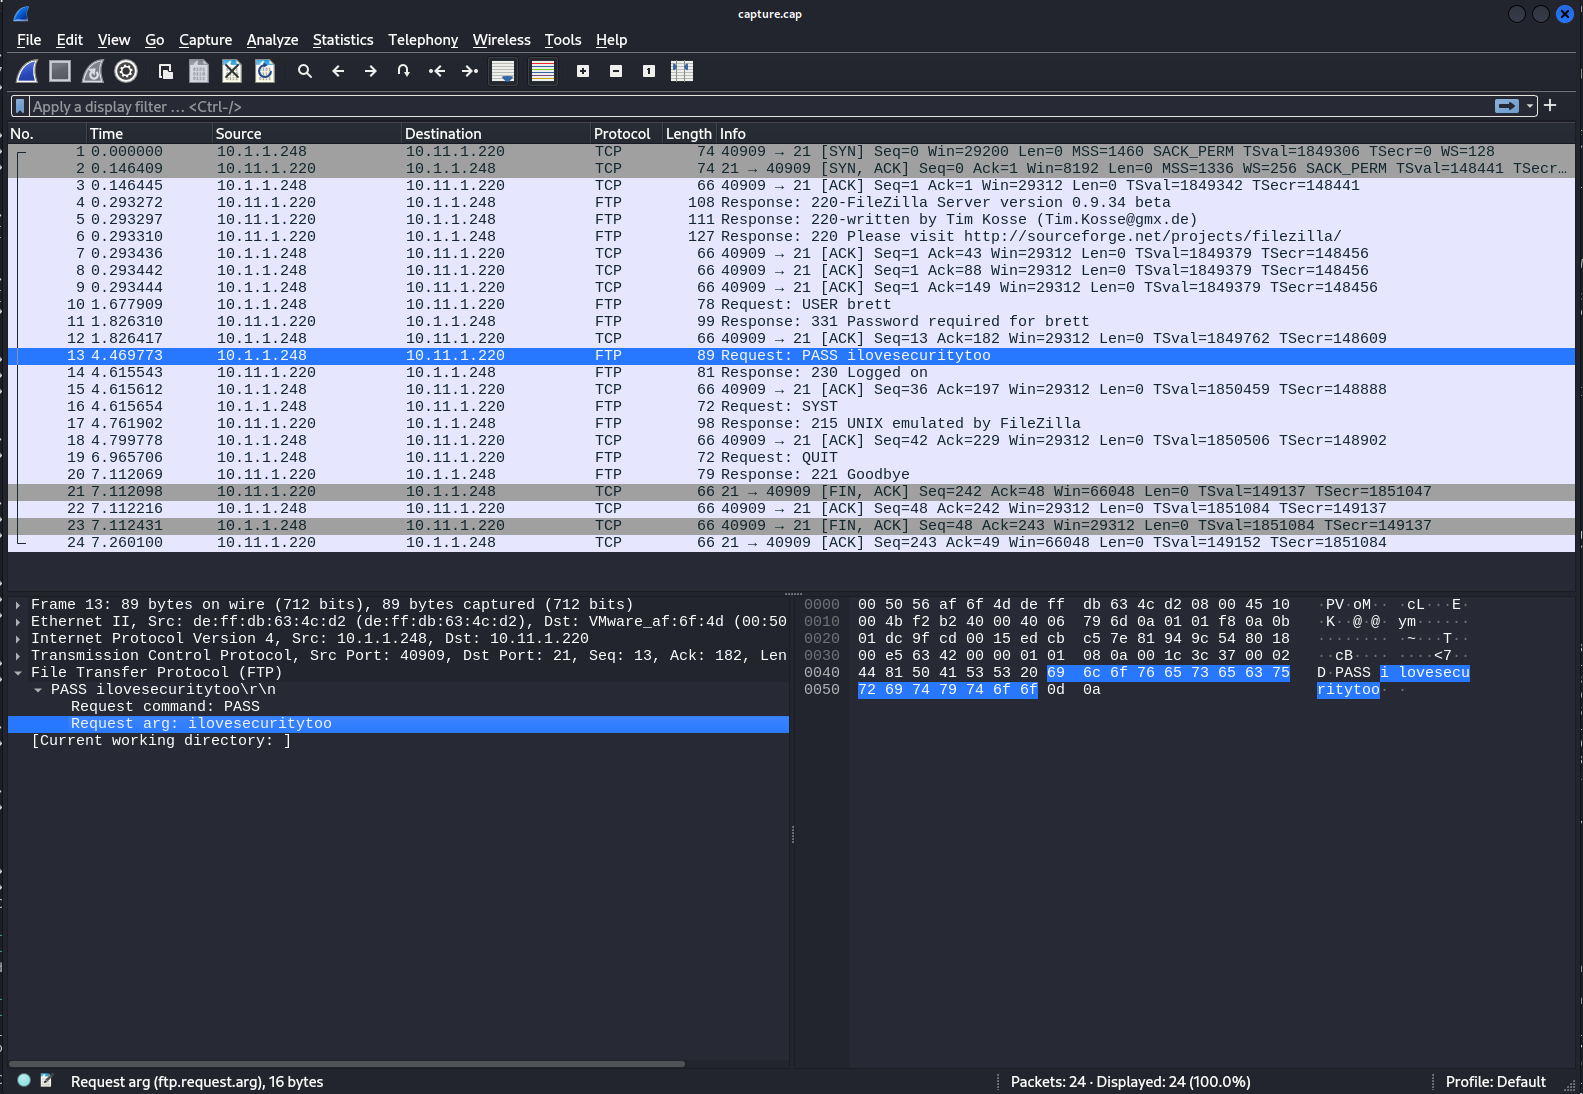 capture.cap
File Edit View Go Capture Analyze Statistics Telephony Wireless Tools Help
Apply a display filter … <Ctrl-/>
No. Time Source Destination Protocol Length Info
1 0.000000 10.1.1.248 10.11.1.220 TCP 74 40909 → 21 [SYN] Seq=0 Win=29200 Len=0 MSS=1460 SACK_PERM TSval=1849306 TSecr=0 WS=128
2 0.146409 10.11.1.220 10.1.1.248 TCP 74 21 → 40909 [SYN, ACK] Seq=0 Ack=1 Win=8192 Len=0 MSS=1336 WS=256 SACK_PERM TSval=148441 TSecr…
3 0.146445 10.1.1.248 10.11.1.220 TCP 66 40909 → 21 [ACK] Seq=1 Ack=1 Win=29312 Len=0 TSval=1849342 TSecr=148441
4 0.293272 10.11.1.220 10.1.1.248 FTP 108 Response: 220-FileZilla Server version 0.9.34 beta
5 0.293297 10.11.1.220 10.1.1.248 FTP 111 Response: 220-written by Tim Kosse (Tim.Kosse@gmx.de)
6 0.293310 10.11.1.220 10.1.1.248 FTP 127 Response: 220 Please visit http://sourceforge.net/projects/filezilla/
7 0.293436 10.1.1.248 10.11.1.220 TCP 66 40909 → 21 [ACK] Seq=1 Ack=43 Win=29312 Len=0 TSval=1849379 TSecr=148456
8 0.293442 10.1.1.248 10.11.1.220 TCP 66 40909 → 21 [ACK] Seq=1 Ack=88 Win=29312 Len=0 TSval=1849379 TSecr=148456
9 0.293444 10.1.1.248 10.11.1.220 TCP 66 40909 → 21 [ACK] Seq=1 Ack=149 Win=29312 Len=0 TSval=1849379 TSecr=148456
10 1.677909 10.1.1.248 10.11.1.220 FTP 78 Request: USER brett
11 1.826310 10.11.1.220 10.1.1.248 FTP 99 Response: 331 Password required for brett
12 1.826417 10.1.1.248 10.11.1.220 TCP 66 40909 → 21 [ACK] Seq=13 Ack=182 Win=29312 Len=0 TSval=1849762 TSecr=148609
13 4.469773 10.1.1.248 10.11.1.220 FTP 89 Request: PASS ilovesecuritytoo
14 4.615543 10.11.1.220 10.1.1.248 FTP 81 Response: 230 Logged on
15 4.615612 10.1.1.248 10.11.1.220 TCP 66 40909 → 21 [ACK] Seq=36 Ack=197 Win=29312 Len=0 TSval=1850459 TSecr=148888
16 4.615654 10.1.1.248 10.11.1.220 FTP 72 Request: SYST
17 4.761902 10.11.1.220 10.1.1.248 FTP 98 Response: 215 UNIX emulated by FileZilla
18 4.799778 10.1.1.248 10.11.1.220 TCP 66 40909 → 21 [ACK] Seq=42 Ack=229 Win=29312 Len=0 TSval=1850506 TSecr=148902
19 6.965706 10.1.1.248 10.11.1.220 FTP 72 Request: QUIT
20 7.112069 10.11.1.220 10.1.1.248 FTP 79 Response: 221 Goodbye
21 7.112098 10.11.1.220 10.1.1.248 TCP 66 21 → 40909 [FIN, ACK] Seq=242 Ack=48 Win=66048 Len=0 TSval=149137 TSecr=1851047
22 7.112216 10.1.1.248 10.11.1.220 TCP 66 40909 → 21 [ACK] Seq=48 Ack=242 Win=29312 Len=0 TSval=1851084 TSecr=149137
23 7.112431 10.1.1.248 10.11.1.220 TCP 66 40909 → 21 [FIN, ACK] Seq=48 Ack=243 Win=29312 Len=0 TSval=1851084 TSecr=149137
24 7.260100 10.11.1.220 10.1.1.248 TCP 66 21 → 40909 [ACK] Seq=243 Ack=49 Win=66048 Len=0 TSval=149152 TSecr=1851084
Frame 13: 89 bytes on wire (712 bits), 89 bytes captured (712 bits)
Ethernet II, Src: de:ff:db:63:4c:d2 (de:ff:db:63:4c:d2), Dst: VMware_af:6f:4d (00:50
Internet Protocol Version 4, Src: 10.1.1.248, Dst: 10.11.1.220
Transmission Control Protocol, Src Port: 40909, Dst Port: 21, Seq: 13, Ack: 182, Len
File Transfer Protocol (FTP)
PASS ilovesecuritytoo\r\n
Request command: PASS
Request arg: ilovesecuritytoo
[Current working directory: ]
0000 00 50 56 af 6f 4d de ff db 63 4c d2 08 00 45 10 ·PV·oM·· ·cL···E·
0010 00 4b f2 b2 40 00 40 06 79 6d 0a 01 01 f8 0a 0b ·K··@·@· ym······
0020 01 dc 9f cd 00 15 ed cb c5 7e 81 94 9c 54 80 18 ········ ·~···T··
0030 00 e5 63 42 00 00 01 01 08 0a 00 1c 3c 37 00 02 ··cB···· ····<7··
0040 44 81 50 41 53 53 20 69 6c 6f 76 65 73 65 63 75 D·PASS i lovesecu
0050 72 69 74 79 74 6f 6f 0d 0a ritytoo· ·
Request arg (ftp.request.arg), 16 bytes
Packets: 24 · Displayed: 24 (100.0%)
Profile: Default